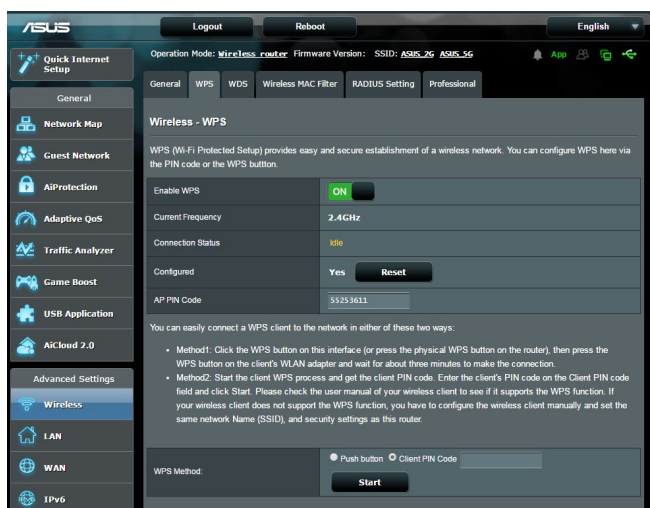 ASUS
Logout
Reboot
English
Quick Internet
Setup
Operation Mode: Wireless router Firmware Version: SSID: ASUS_2G ASUS_5G
App
General WPS WDS Wireless MAC Filter RADIUS Setting Professional
General
Network Map
Guest Network
AiProtection
Adaptive QoS
Traffic Analyzer
Game Boost
USB Application
AiCloud 2.0
Advanced Settings
Wireless
LAN
WAN
IPv6
Wireless - WPS
WPS (Wi-Fi Protected Setup) provides easy and secure establishment of a wireless network. You can configure WPS here via
the PIN code or the WPS buttton.
Enable WPS ON
Current Frequency 2.4GHz
Connection Status Idle
Configured Yes Reset
AP PIN Code 55253611
You can easily connect a WPS client to the network in either of these two ways:
• Method1: Click the WPS button on this interface (or press the physical WPS button on the router), then press the
WPS button on the client's WLAN adapter and wait for about three minutes to make the connection.
• Method2: Start the client WPS process and get the client PIN code. Enter the client's PIN code on the Client PIN code
field and click Start. Please check the user manual of your wireless client to see if it supports the WPS function. If
your wireless client does not support the WPS function, you have to configure the wireless client manually and set the
same network Name (SSID), and security settings as this router.
WPS Method:
Push button Client PIN Code
Start